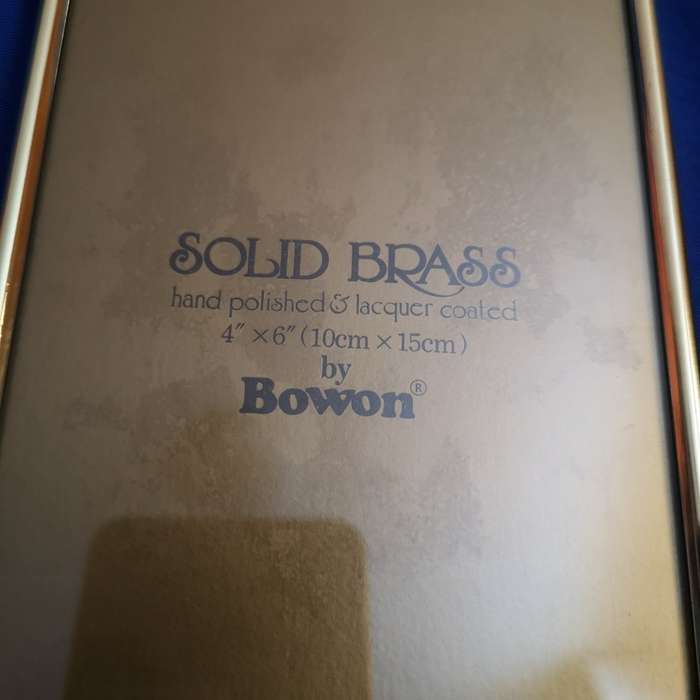 SOLID BRASS
hand polished & lacquer coated
4" × 6" (10cm × 15cm)
by
Bowon®